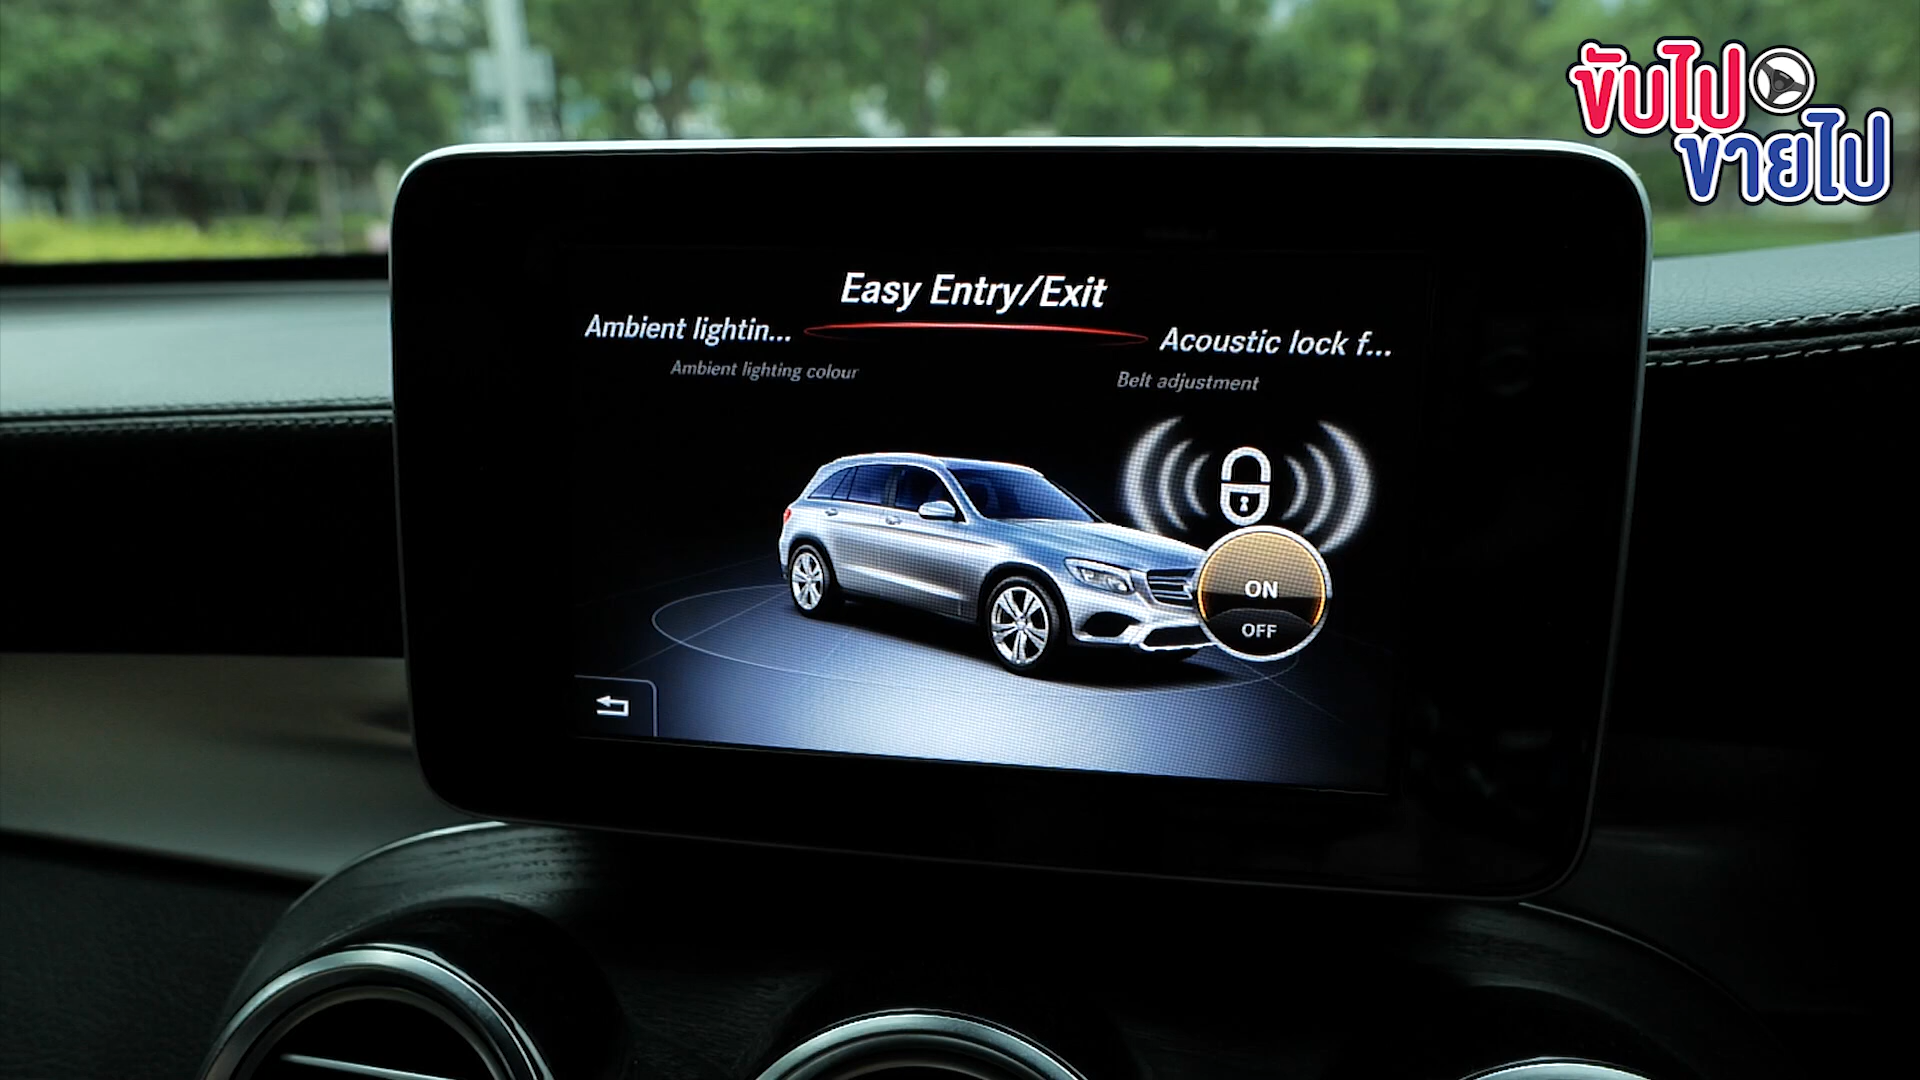 ขับไป
ขายไป
Easy Entry/Exit
Ambient lightin...
Acoustic lock f...
Ambient lighting colour
Belt adjustment
ON
OFF